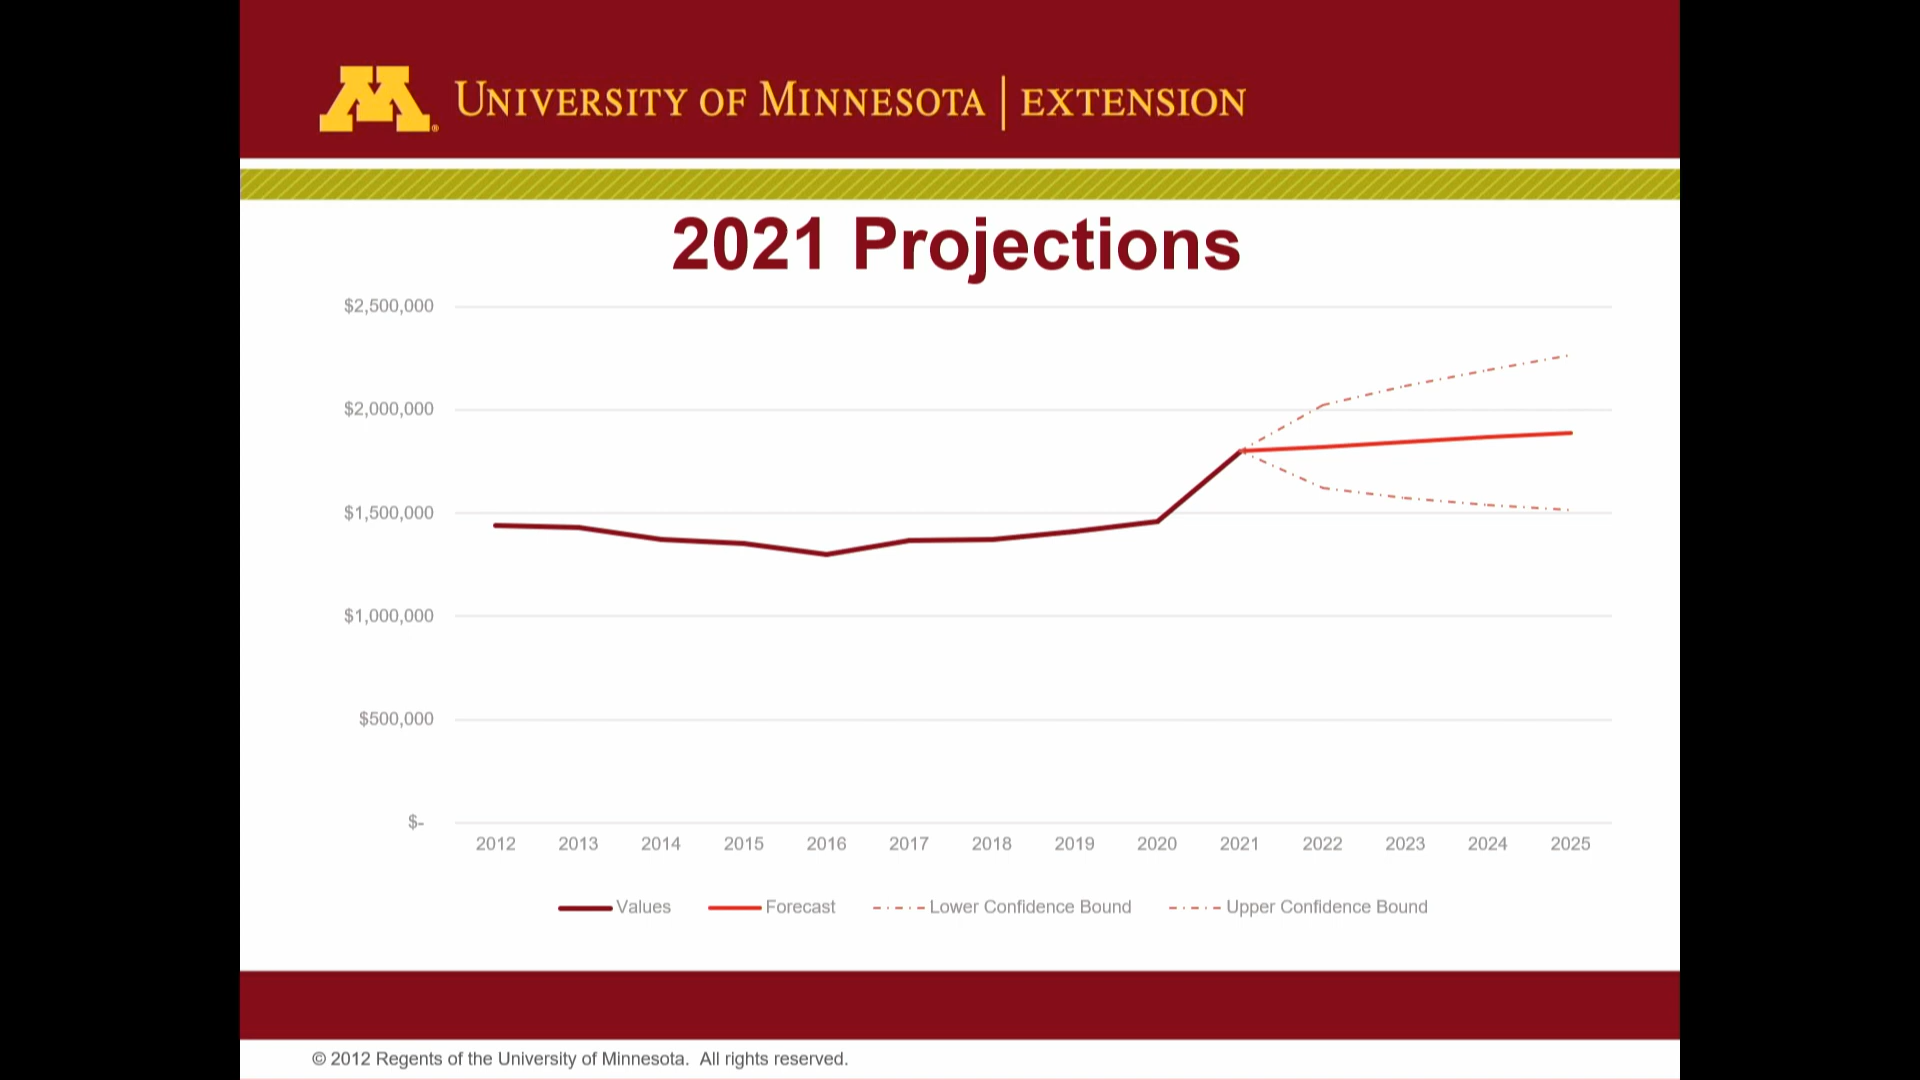 M®
UNIVERSITY OF MINNESOTA | EXTENSION
2021 Projections
$2,500,000
$2,000,000
$1,500,000
$1,000,000
$500,000
$-
2012 2013 2014 2015 2016 2017 2018 2019 2020 2021 2022 2023 2024 2025
Values Forecast Lower Confidence Bound Upper Confidence Bound
© 2012 Regents of the University of Minnesota. All rights reserved.